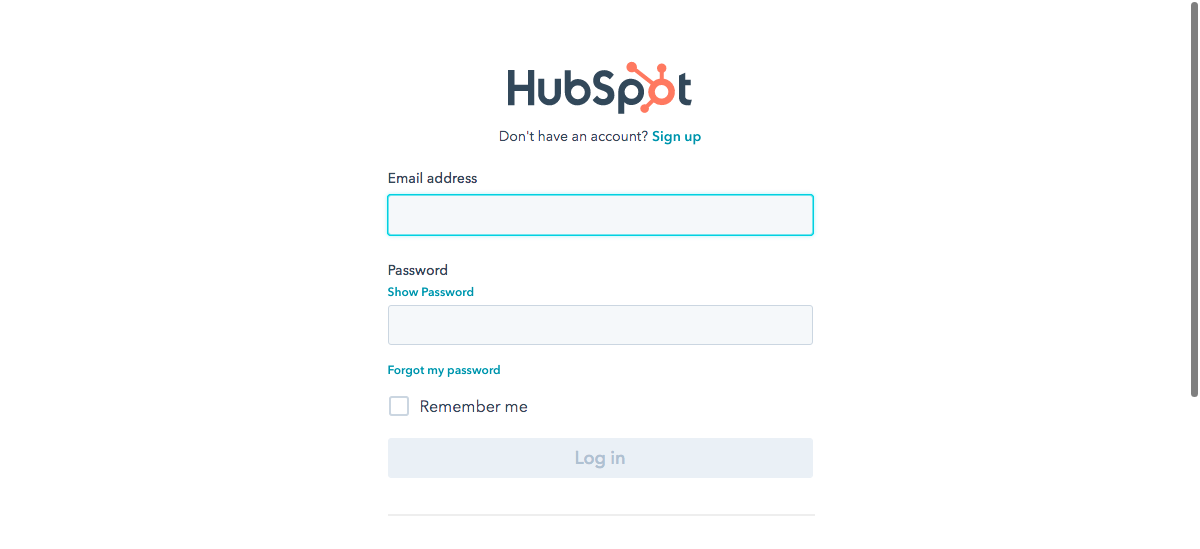 HubSpot
Don't have an account? Sign up
Email address
Password
Show Password
Forgot my password
Remember me
Log in